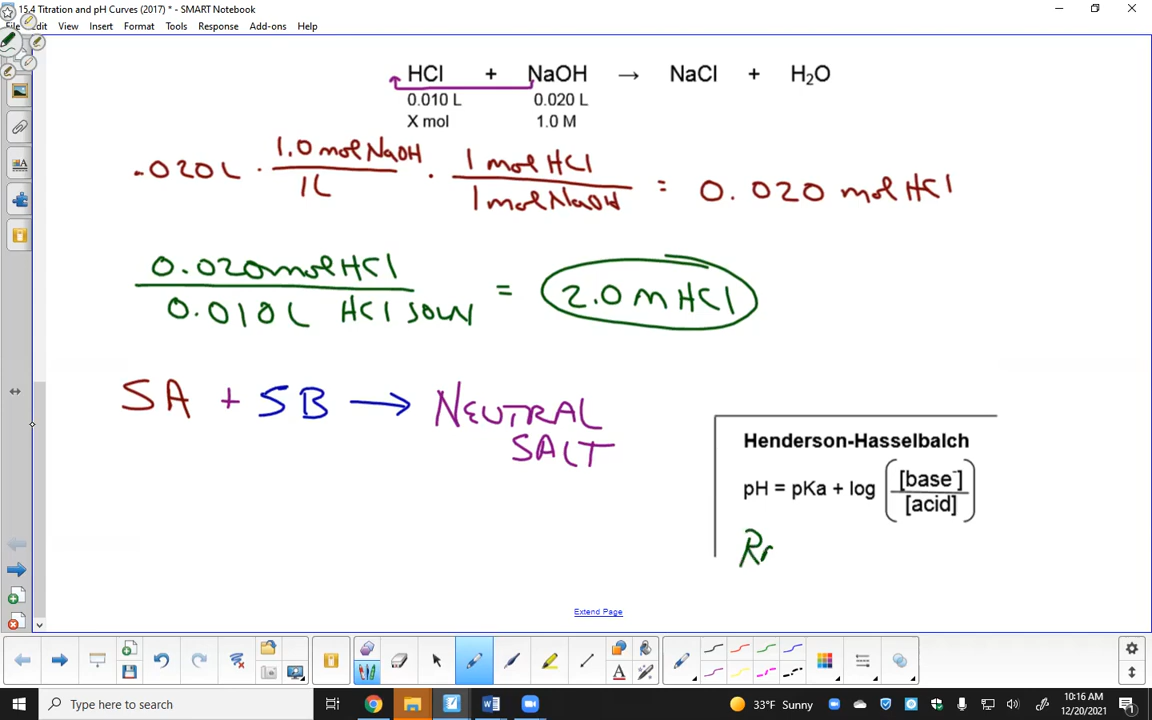 15.4 Titration and pH Curves (2017) * - SMART Notebook
File Edit View Insert Format Tools Response Add-ons Help
HCl + NaOH → NaCl + H₂O
0.010 L 0.020 L
X mol 1.0 M
.020L · 1.0 mol NaOH / 1L · 1 mol HCl / 1 mol NaOH = 0.020 mol HCl
0.020 mol HCl / 0.010L HCl SOLN = 2.0 M HCl
SA + SB → NEUTRAL
SALT
Henderson-Hasselbalch
pH = pKa + log ([base⁻] / [acid])
Extend Page
Type here to search
33°F Sunny
10:16 AM
12/20/2021
1